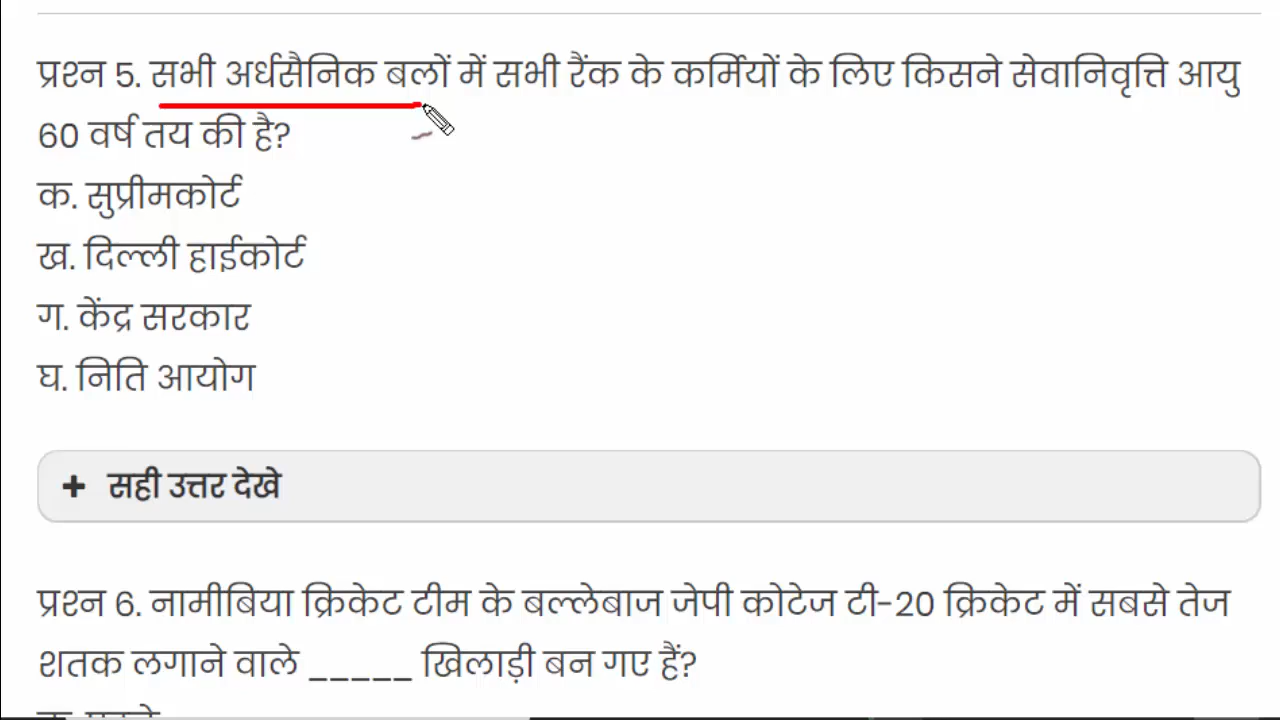 प्रश्न 5. सभी अर्धसैनिक बलों में सभी रैंक के कर्मियों के लिए किसने सेवानिवृत्ति आयु
60 वर्ष तय की है?
क. सुप्रीमकोर्ट
ख. दिल्ली हाईकोर्ट
ग. केंद्र सरकार
घ. निति आयोग
+ सही उत्तर देखे
प्रश्न 6. नामीबिया क्रिकेट टीम के बल्लेबाज जेपी कोटेज टी-20 क्रिकेट में सबसे तेज
शतक लगाने वाले _____ खिलाड़ी बन गए हैं?